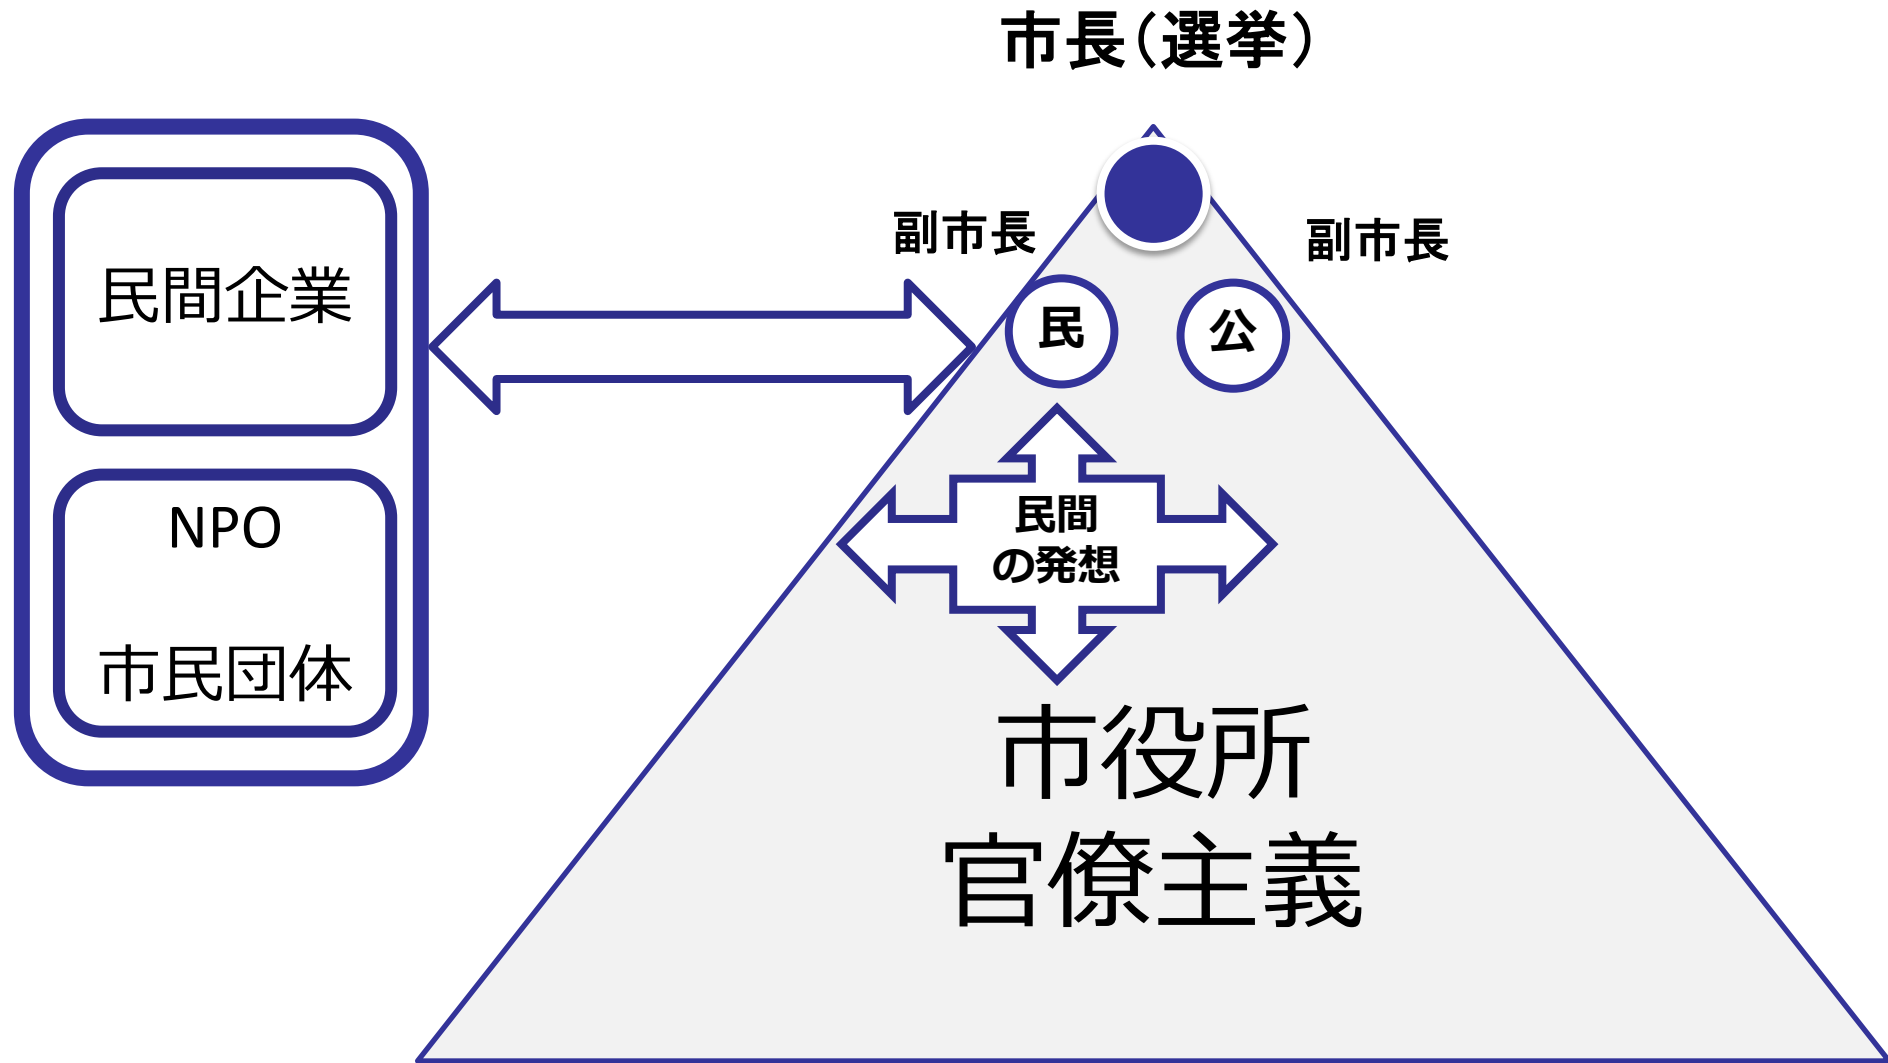 市長（選挙）
副市長
副市長
民間企業
民
公
NPO
市民団体
民間
の発想
市役所
官僚主義